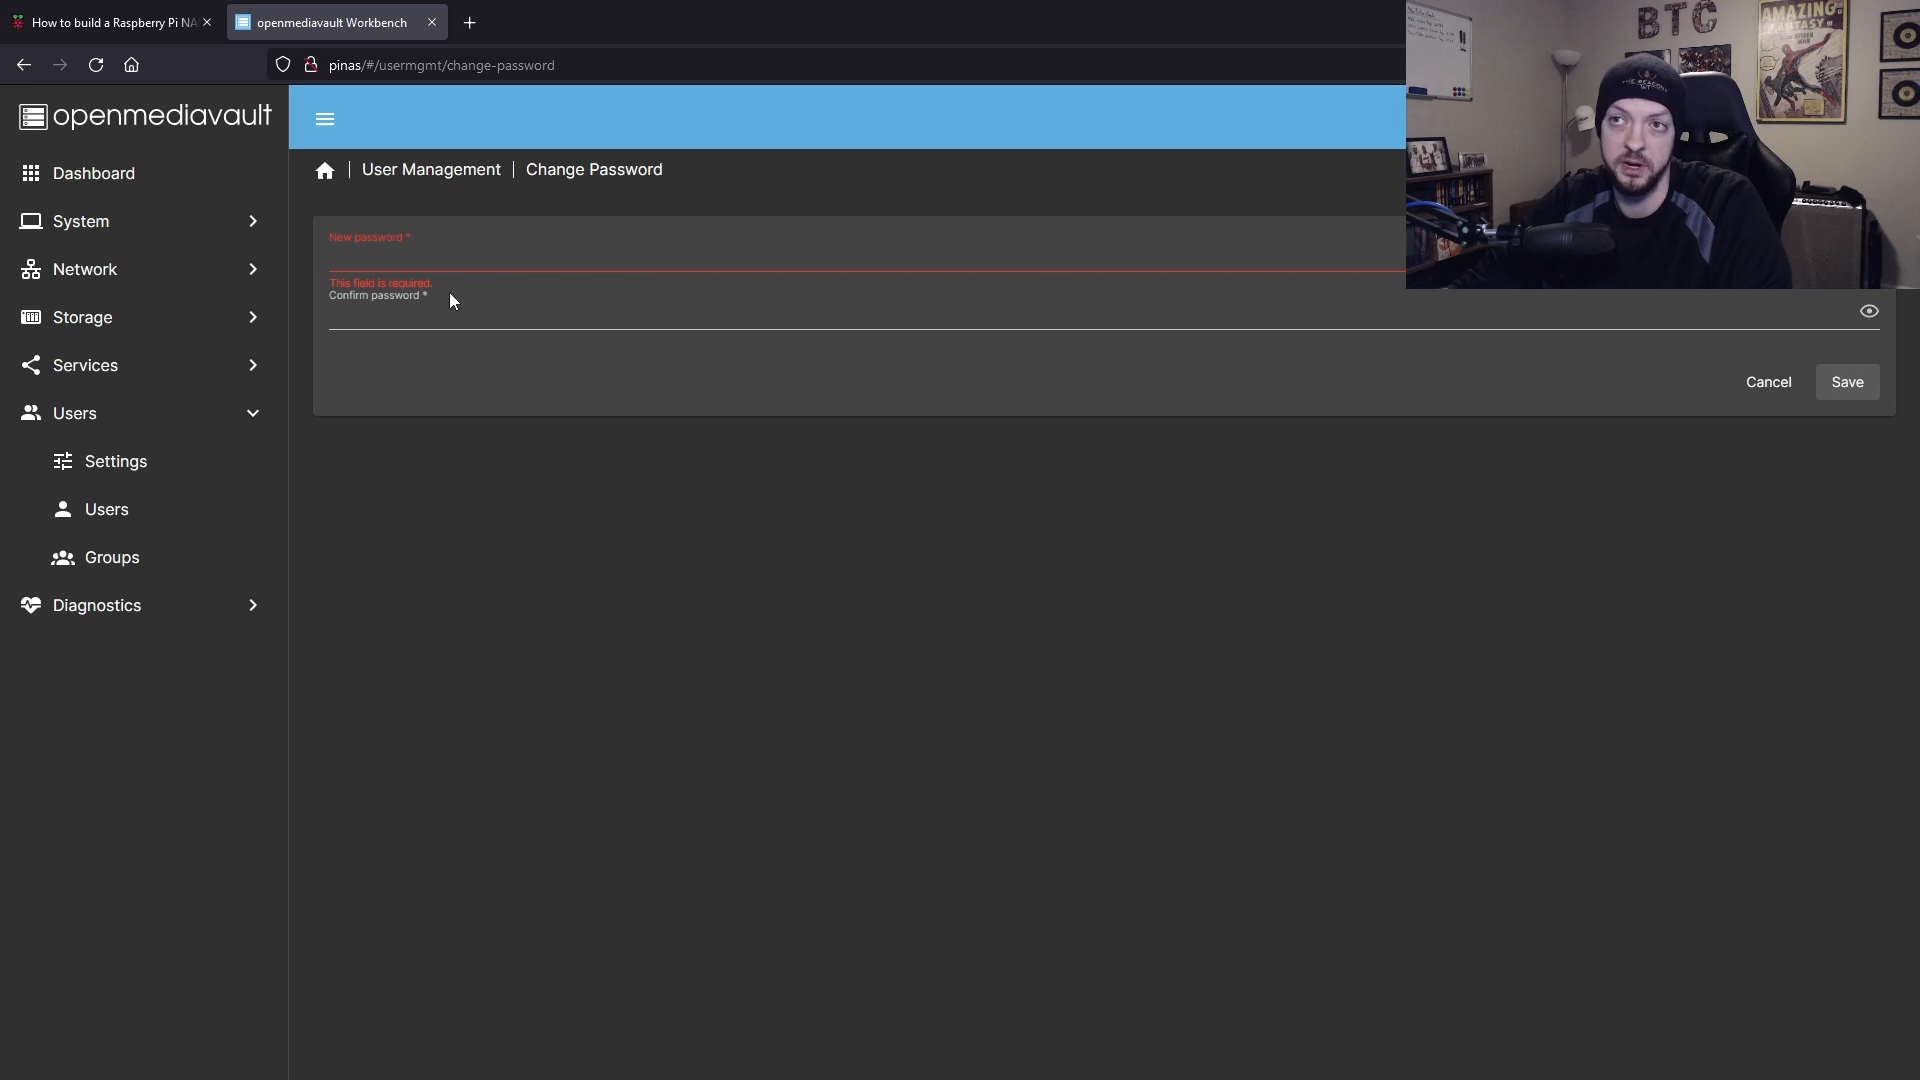 How to build a Raspberry Pi NA
openmediavault Workbench
pinas/#/usermgmt/change-password
openmediavault
Dashboard
System
Network
Storage
Services
Users
Settings
Users
Groups
Diagnostics
User Management | Change Password
New password *
This field is required.
Confirm password *
Cancel
Save
BTC
AMAZING
FANTASY